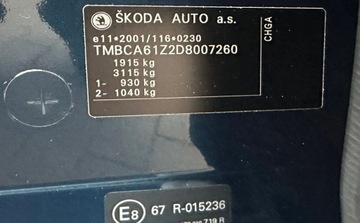 ŠKODA AUTO a.s.
e11*2001/116*0230
TMBCA61Z2D8007260
1915 kg
3115 kg
1- 930 kg
2- 1040 kg
CHGA
E8 67 R-015236
719 R